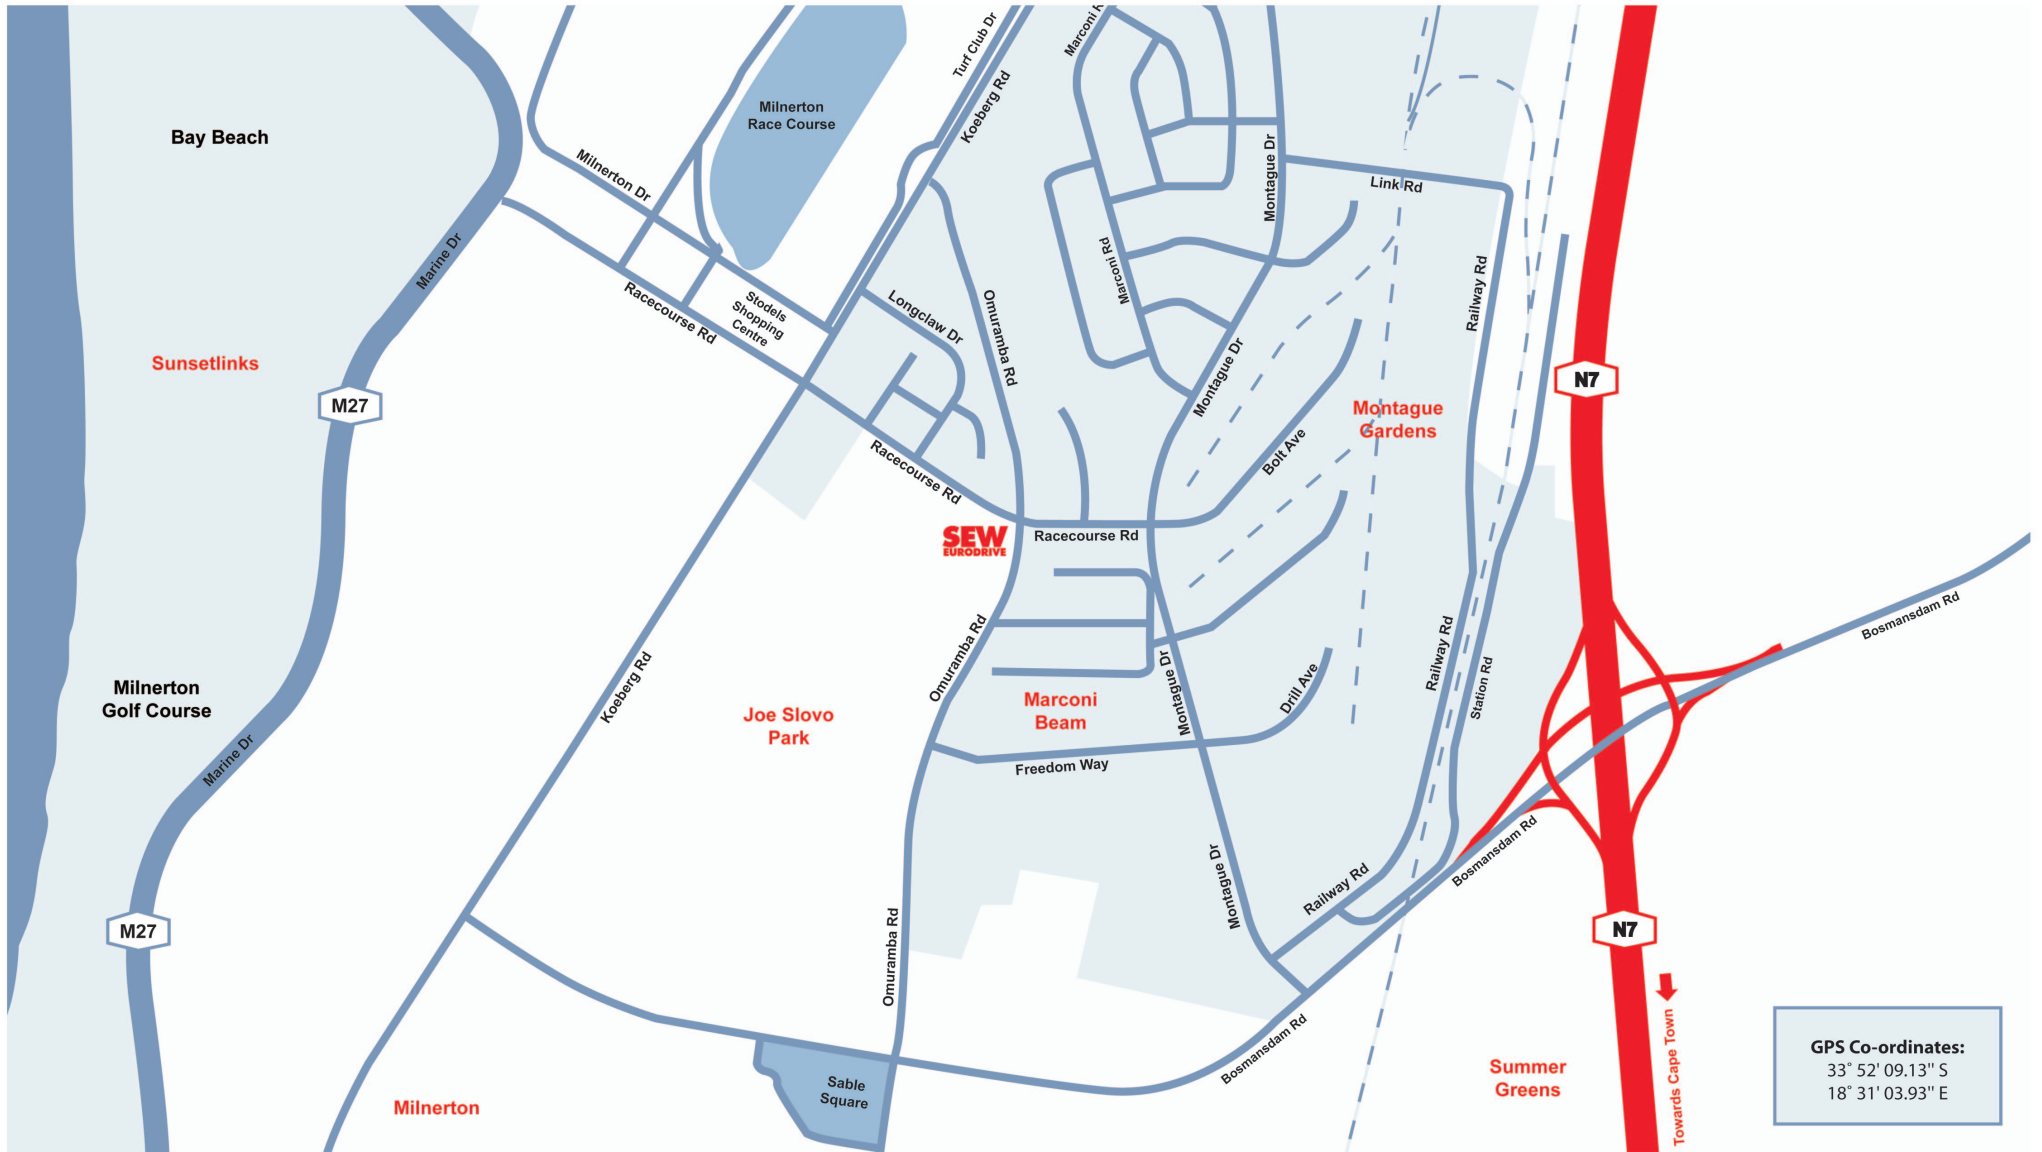 Turf Club Dr
Koeberg Rd
Marconi R
Milnerton
Race Course
Bay Beach
Milnerton Dr
Montague Dr
Link Rd
Marine Dr
Marconi Rd
Railway Rd
Racecourse Rd
Stodels
Shopping
Centre
Longclaw Dr
Omuramba Rd
Sunsetlinks
M27
Montague Dr
N7
Montague
Gardens
Bolt Ave
Racecourse Rd
SEW
EURODRIVE
Racecourse Rd
Bosmansdam Rd
Omuramba Rd
Koeberg Rd
Railway Rd
Station Rd
Milnerton
Golf Course
Joe Slovo
Park
Marconi
Beam
Montague Dr
Drill Ave
Marine Dr
Freedom Way
Bosmansdam Rd
Montague Dr
Railway Rd
M27
N7
Omuramba Rd
Bosmansdam Rd
Towards Cape Town
Sable
Square
Milnerton
Summer
Greens
GPS Co-ordinates:
33° 52' 09.13" S
18° 31' 03.93" E